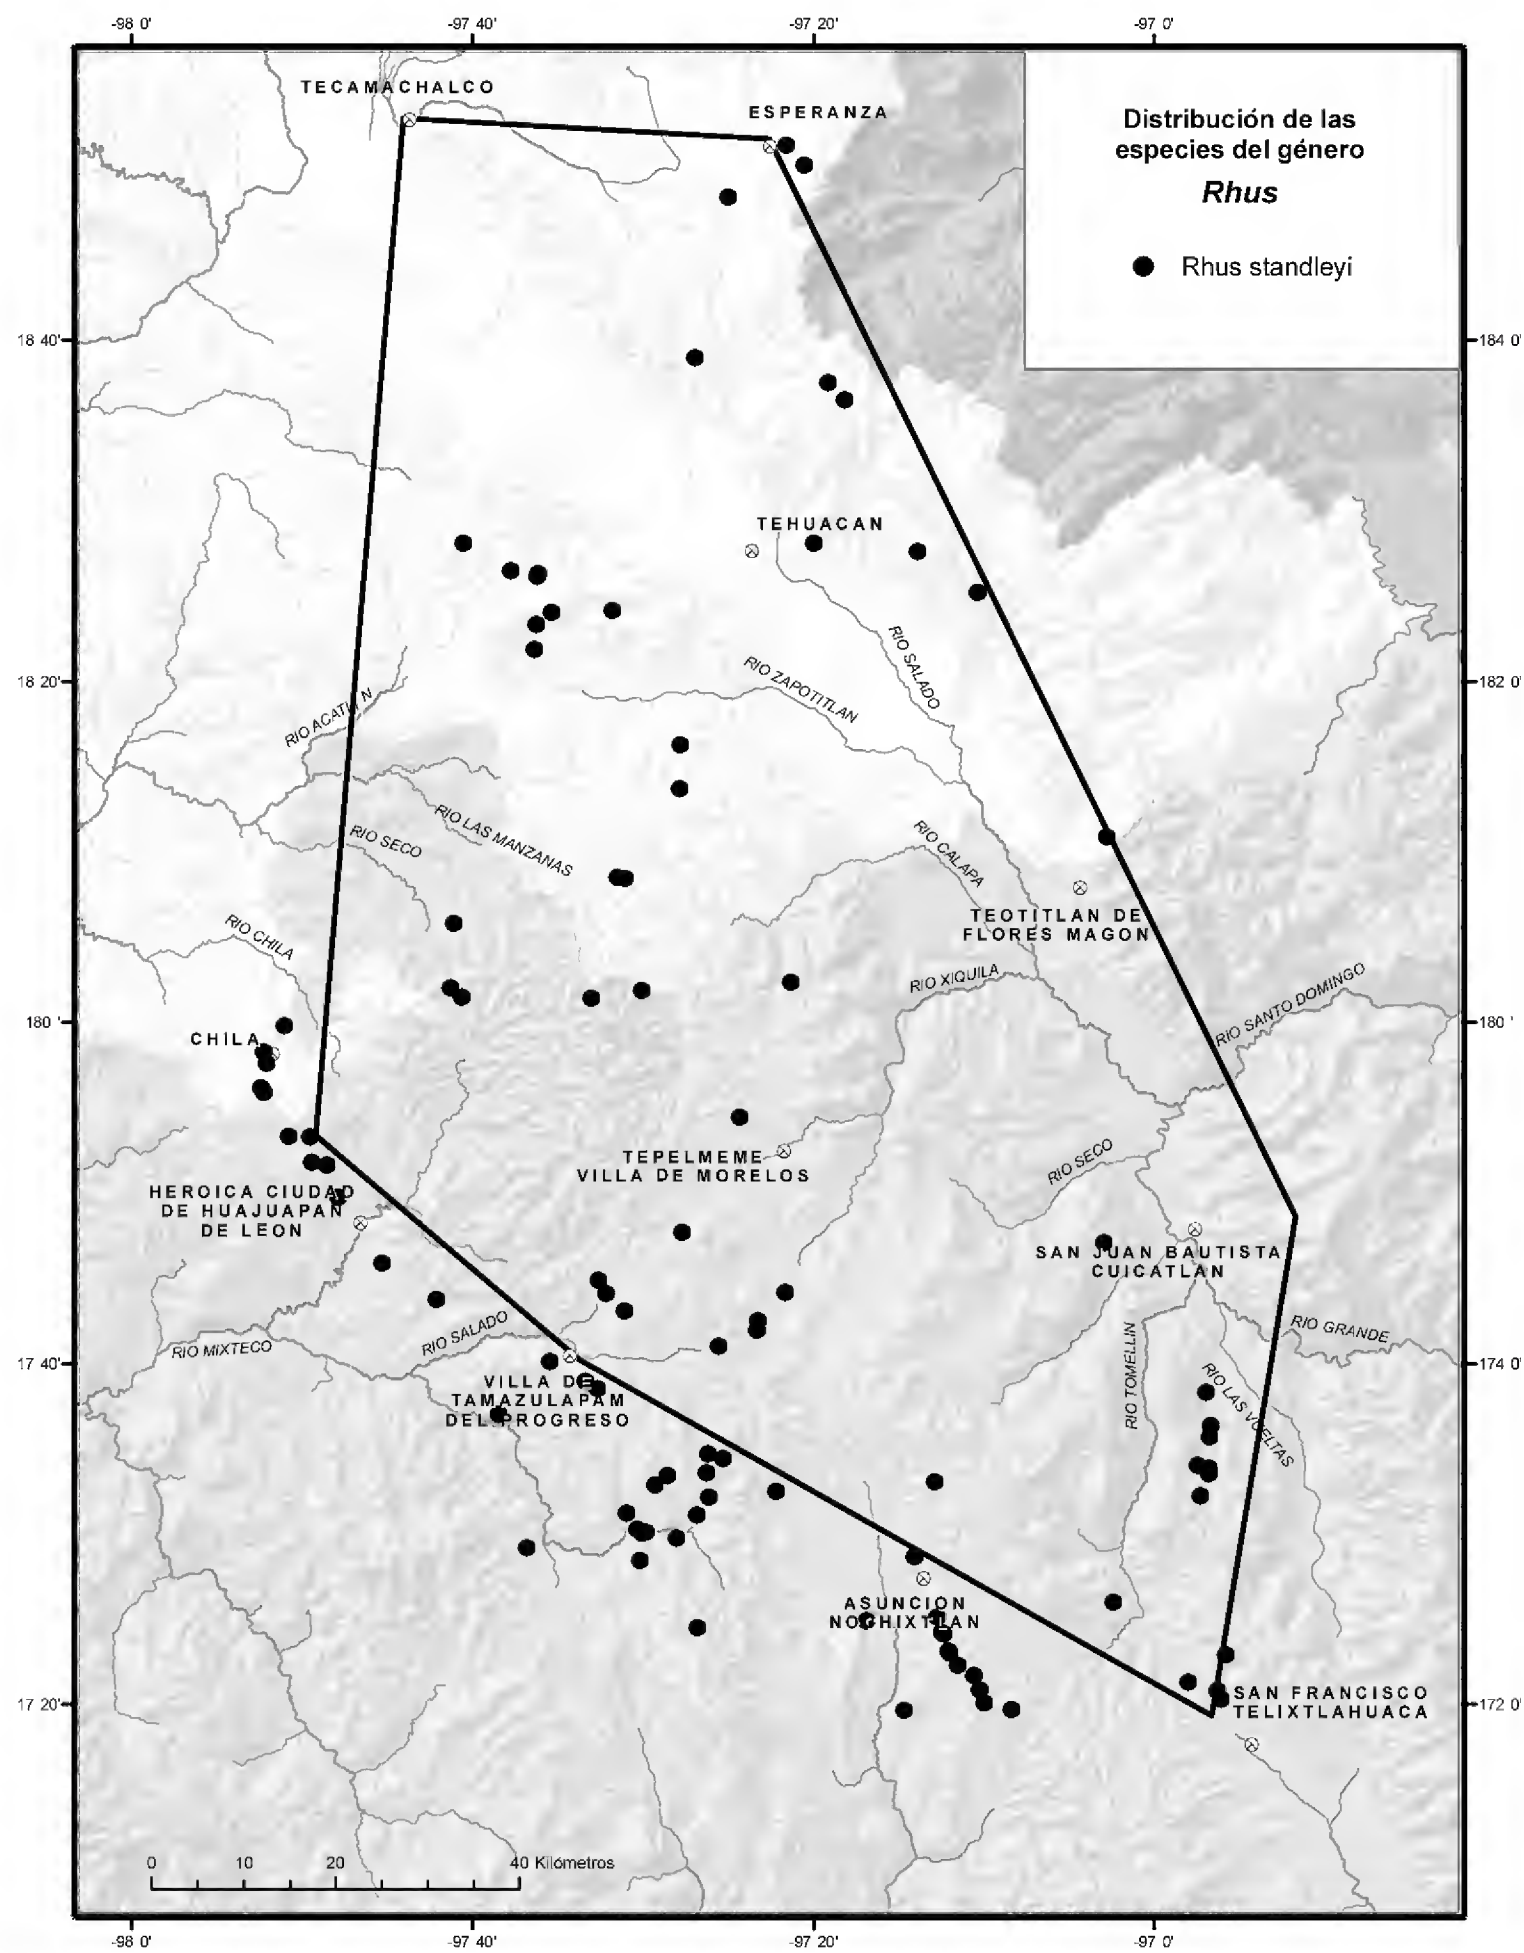 -98 0' -97 40' -97 20' -97 0'
TECAMACHALCO
ESPERANZA
Distribución de las
especies del género
Rhus
Rhus standleyi
18 40' 184 0'
TEHUACAN
RIO SALADO
RIO ZAPOTITLAN
18 20' 182 0'
RIO LAS MANZANAS
RIO SECO
RIO CALAPA
TEOTITLAN DE
FLORES MAGON
RIO CHILA
RIO XIQUILA
RIO SANTO DOMINGO
180 ' 180 '
CHILA
TEPELMEME
VILLA DE MORELOS
RIO SECO
HEROICA CIUDAD
DE HUAJUAPAN
DE LEON
SAN JUAN BAUTISTA
CUICATLAN
RIO SALADO
RIO MIXTECO
RIO GRANDE
RIO TOMELLIN
RIO LAS VUELTAS
17 40' 174 0'
VILLA DE
TAMAZULAPAM
DEL PROGRESO
ASUNCION
NOCHIXTLAN
17 20' 172 0'
SAN FRANCISCO
TELIXTLAHUACA
0 10 20 40 Kilómetros
-98 0' -97 40' -97 20' -97 0'